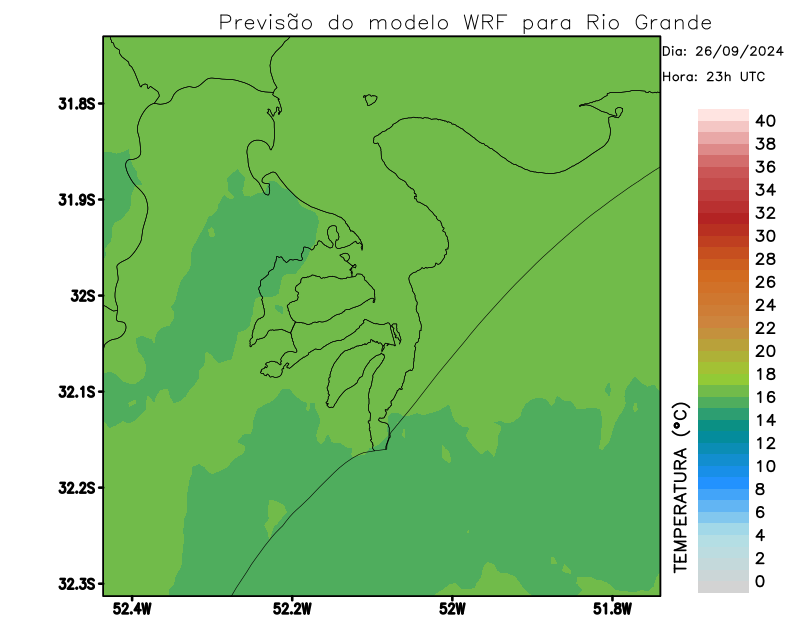 Previsão do modelo WRF para Rio Grande
Dia: 26/09/2024
Hora: 23h UTC
31.8S
31.9S
32S
32.1S
32.2S
32.3S
52.4W
52.2W
52W
51.8W
TEMPERATURA (°C)
40
38
36
34
32
30
28
26
24
22
20
18
16
14
12
10
8
6
4
2
0